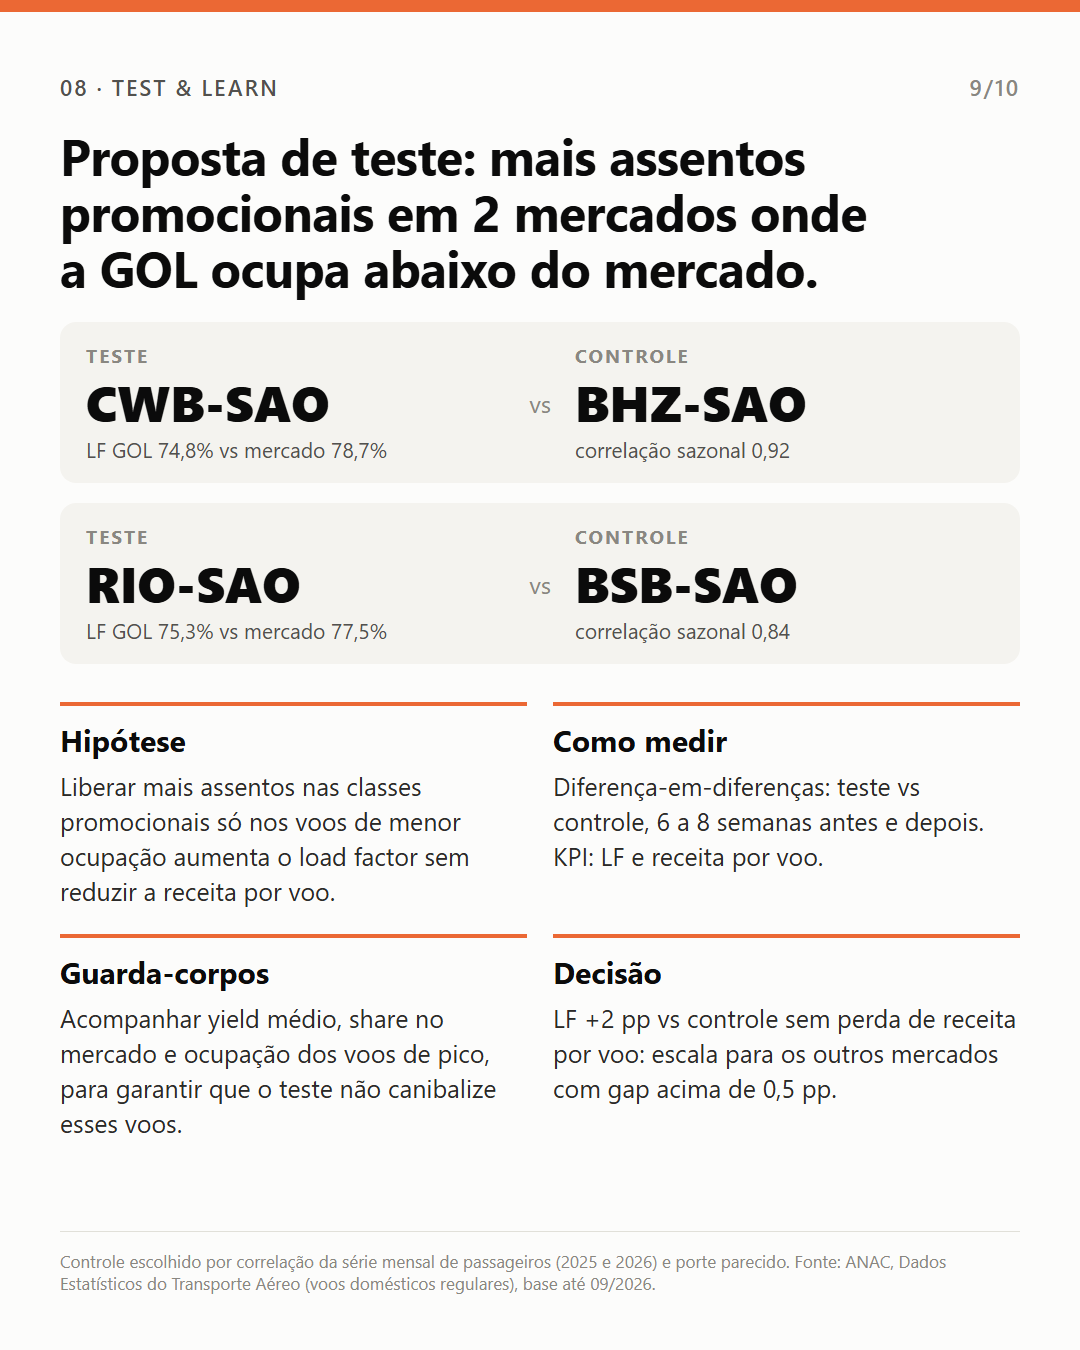 08 · TEST & LEARN
9/10
Proposta de teste: mais assentos
promocionais em 2 mercados onde
a GOL ocupa abaixo do mercado.
TESTE
CWB-SAO
LF GOL 74,8% vs mercado 78,7%
vs
CONTROLE
BHZ-SAO
correlação sazonal 0,92
TESTE
RIO-SAO
LF GOL 75,3% vs mercado 77,5%
vs
CONTROLE
BSB-SAO
correlação sazonal 0,84
Hipótese
Liberar mais assentos nas classes
promocionais só nos voos de menor
ocupação aumenta o load factor sem
reduzir a receita por voo.
Como medir
Diferença-em-diferenças: teste vs
controle, 6 a 8 semanas antes e depois.
KPI: LF e receita por voo.
Guarda-corpos
Acompanhar yield médio, share no
mercado e ocupação dos voos de pico,
para garantir que o teste não canibalize
esses voos.
Decisão
LF +2 pp vs controle sem perda de receita
por voo: escala para os outros mercados
com gap acima de 0,5 pp.
Controle escolhido por correlação da série mensal de passageiros (2025 e 2026) e porte parecido. Fonte: ANAC, Dados
Estatísticos do Transporte Aéreo (voos domésticos regulares), base até 09/2026.